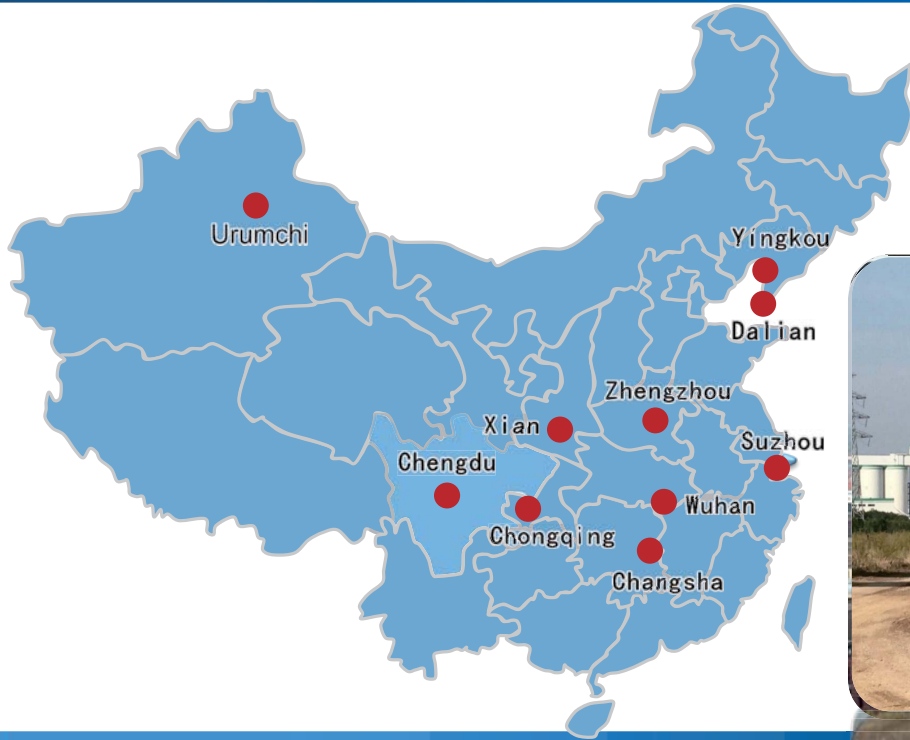 Urumchi
Yingkou
Dalian
Zhengzhou
Xian
Suzhou
Chengdu
Wuhan
Chongqing
Changsha